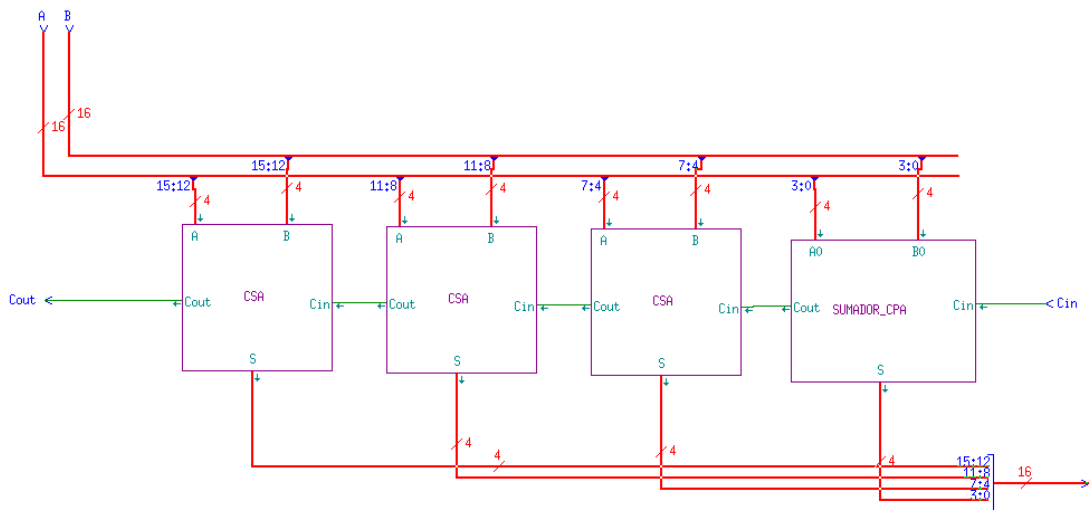 A B
16
16
15:12 11:8 7:4 3:0
15:12 4 11:8 4 7:4 4 3:0 4
4 4 4 4
A B A B A B A0 B0
Cout Cout CSA Cin Cout CSA Cin Cout CSA Cin Cout SUMADOR_CPA Cin Cin
S S S S
4 4 4 4
15:12
11:8
7:4
3:0
16